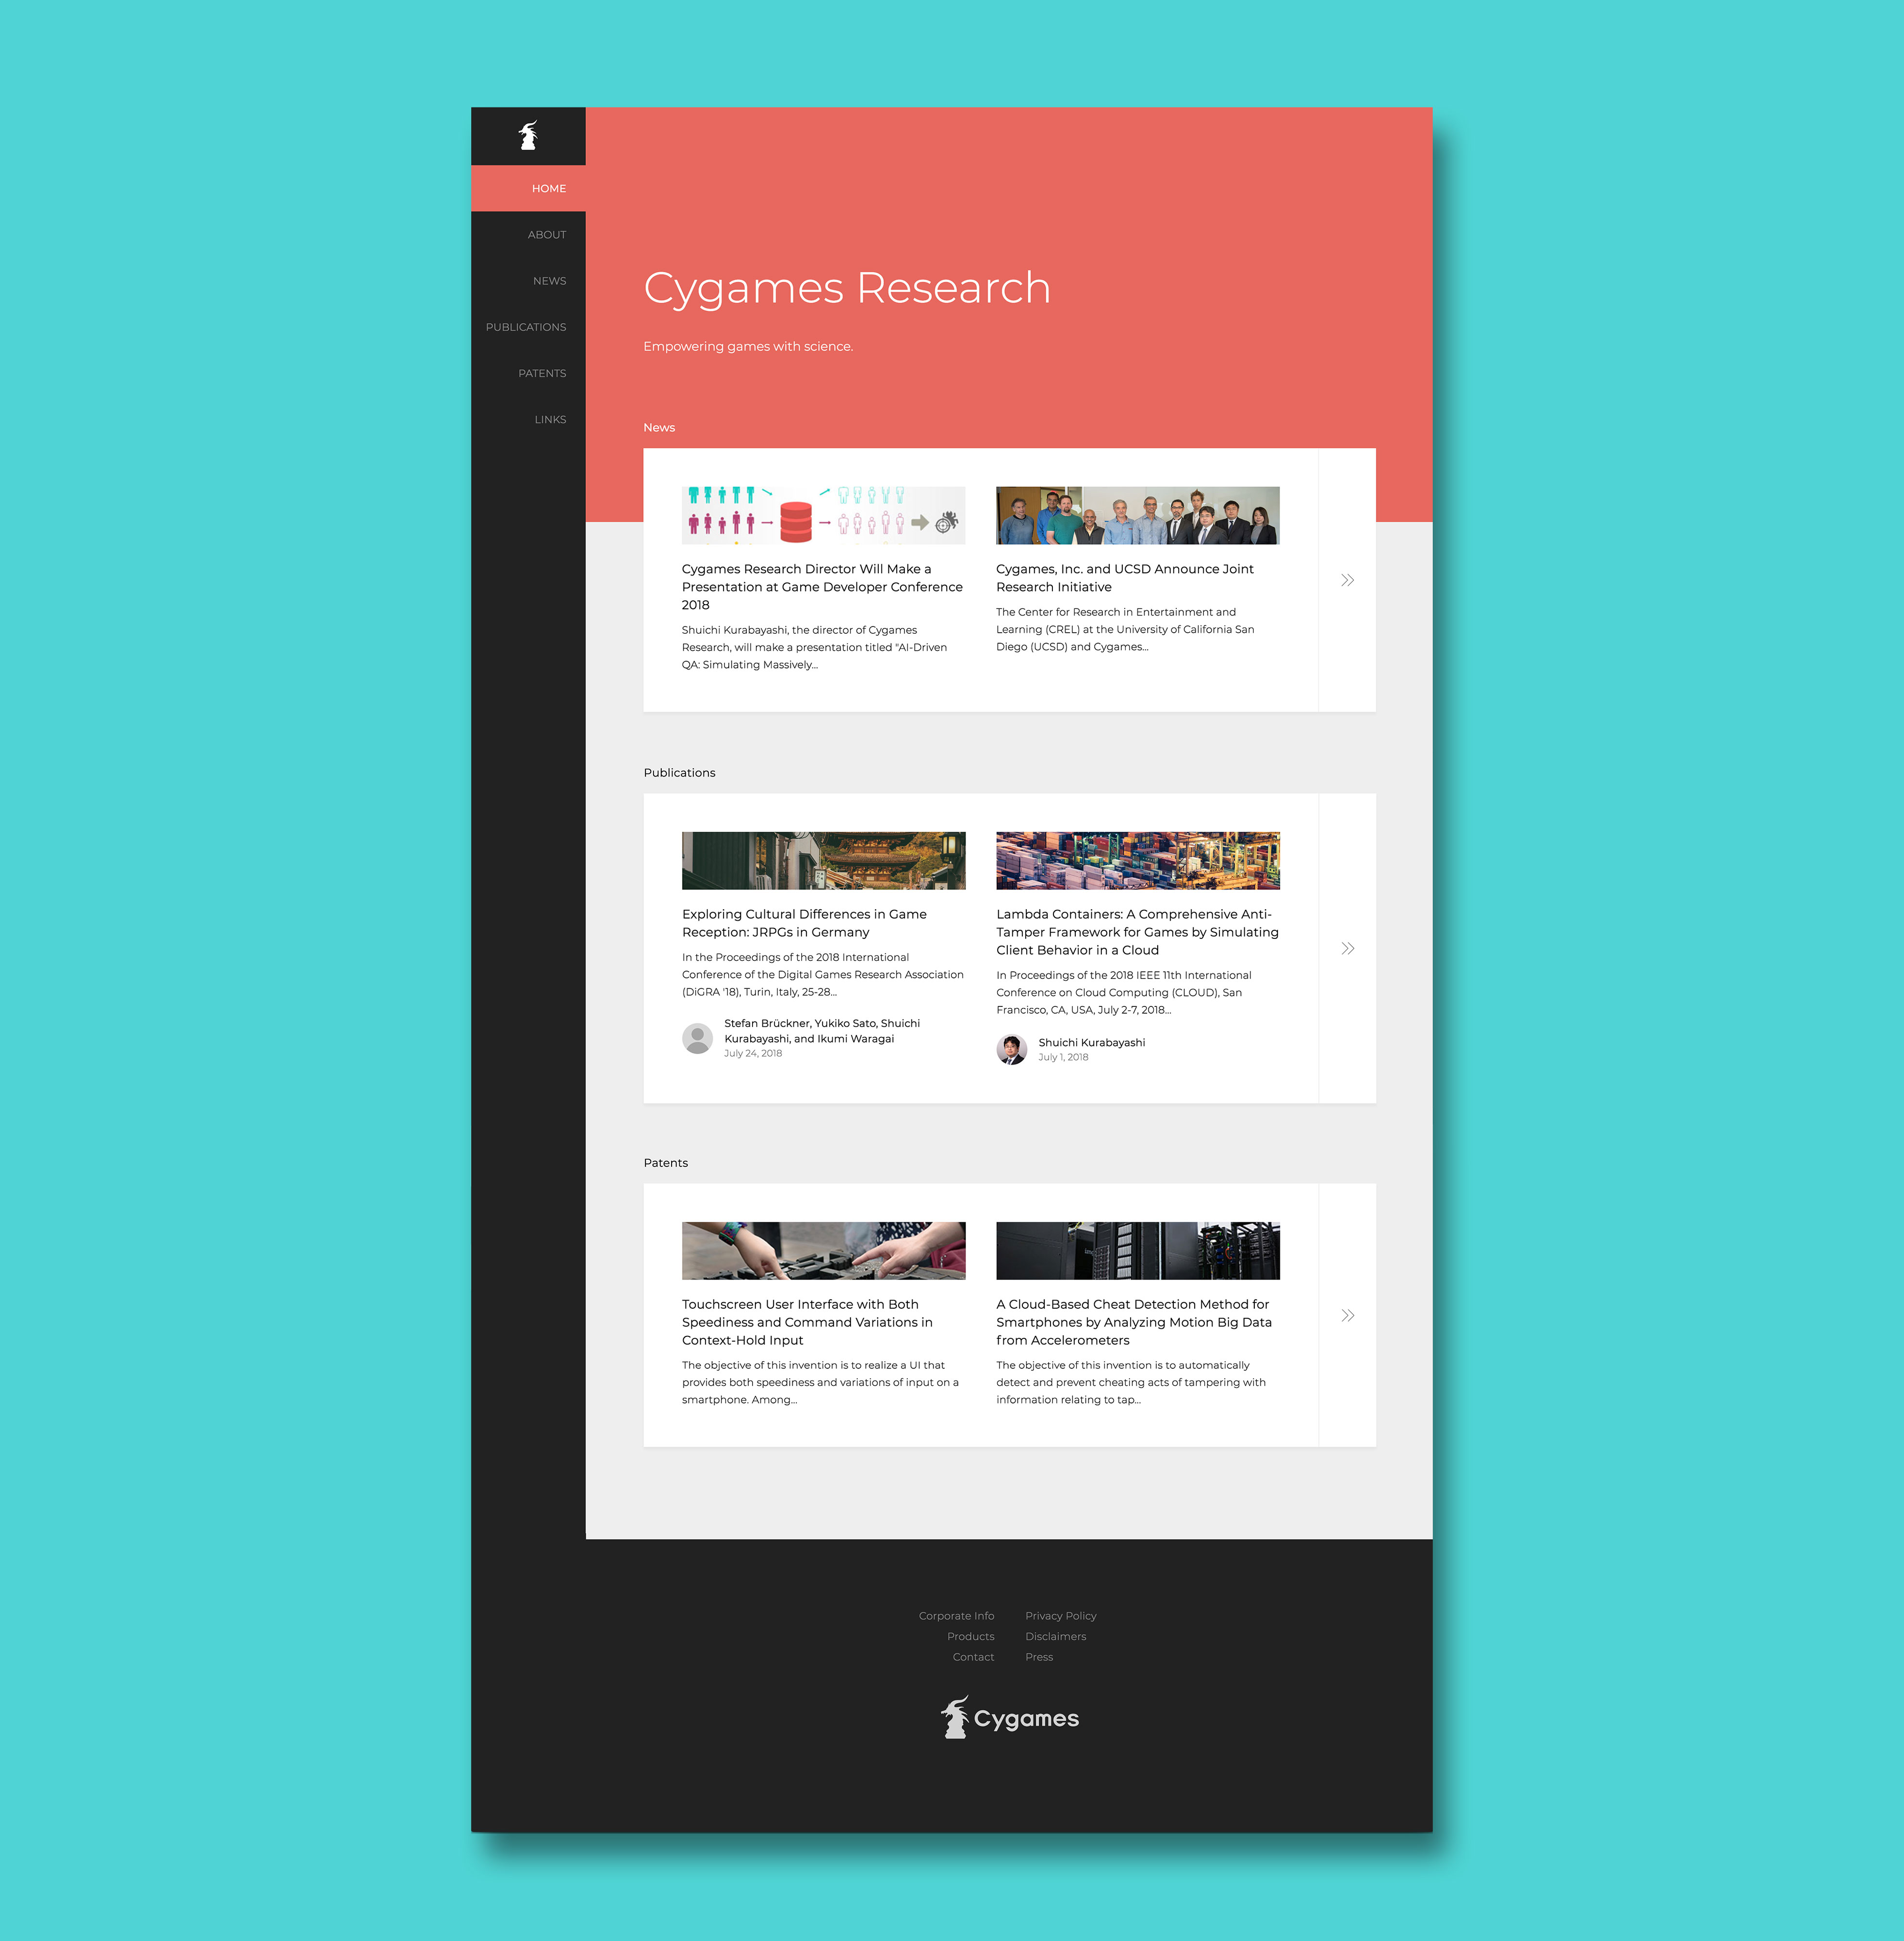 HOME
ABOUT
NEWS
PUBLICATIONS
PATENTS
LINKS
Cygames Research
Empowering games with science.
News
Cygames Research Director Will Make a
Presentation at Game Developer Conference
2018
Shuichi Kurabayashi, the director of Cygames
Research, will make a presentation titled "AI-Driven
QA: Simulating Massively...
Cygames, Inc. and UCSD Announce Joint
Research Initiative
The Center for Research in Entertainment and
Learning (CREL) at the University of California San
Diego (UCSD) and Cygames...
Publications
Exploring Cultural Differences in Game
Reception: JRPGs in Germany
In the Proceedings of the 2018 International
Conference of the Digital Games Research Association
(DiGRA '18), Turin, Italy, 25-28...
Stefan Brückner, Yukiko Sato, Shuichi
Kurabayashi, and Ikumi Waragai
July 24, 2018
Lambda Containers: A Comprehensive Anti-
Tamper Framework for Games by Simulating
Client Behavior in a Cloud
In Proceedings of the 2018 IEEE 11th International
Conference on Cloud Computing (CLOUD), San
Francisco, CA, USA, July 2-7, 2018...
Shuichi Kurabayashi
July 1, 2018
Patents
Touchscreen User Interface with Both
Speediness and Command Variations in
Context-Hold Input
The objective of this invention is to realize a UI that
provides both speediness and variations of input on a
smartphone. Among...
A Cloud-Based Cheat Detection Method for
Smartphones by Analyzing Motion Big Data
from Accelerometers
The objective of this invention is to automatically
detect and prevent cheating acts of tampering with
information relating to tap...
Corporate Info
Products
Contact
Privacy Policy
Disclaimers
Press
Cygames